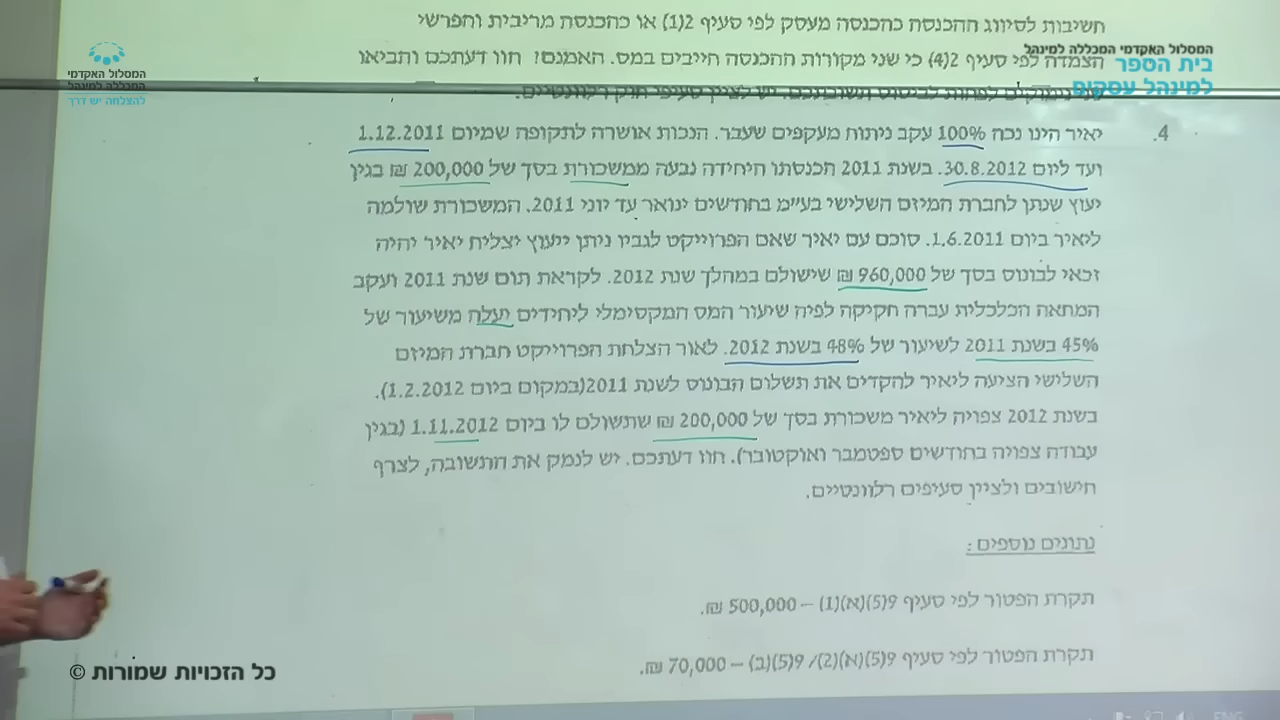 חשיבות לסיווג ההכנסה כהכנסה מעסק לפי סעיף 2(1) או כהכנסה מריבית והפרשי
הצמדה לפי סעיף 2(4) כי שני מקורות ההכנסה חייבים במס. האמנם? חוו דעתכם והביאו
המסלול האקדמי המכללה למינהל
בית הספר
למינהל עסקים
המסלול האקדמי
המכללה למינהל
להצלחה יש דרך
4. יאיר הינו נכה 100% עקב ניתוח מעקפים שעבר. הנכות אושרה לתקופה שמיום 1.12.2011
ועד ליום 30.8.2012. בשנת 2011 הכנסתו היחידה נבעה ממשכורת בסך של 200,000 ₪ בגין
יעוץ שנתן לחברת המיזם השלישי בע"מ בחודשים ינואר עד יוני 2011. המשכורת שולמה
ליאיר ביום 1.6.2011. סוכם עם יאיר שאם הפרוייקט לגביו ניתן ייעוץ יצליח יאיר יהיה
זכאי לבונוס בסך של 960,000 ₪ שישולם במהלך שנת 2012. לקראת תום שנת 2011 ועקב
המחאה הכלכלית עברה חקיקה לפיה שיעור המס המקסימלי ליחידים יעלה משיעור של
45% בשנת 2011 לשיעור של 48% בשנת 2012. לאור הצלחת הפרוייקט חברת המיזם
השלישי הציעה ליאיר להקדים את תשלום הבונוס לשנת 2011(במקום ביום 1.2.2012).
בשנת 2012 צפויה ליאיר משכורת בסך של 200,000 ₪ שתשולם לו ביום 1.11.2012 (בגין
עבודה צפויה בחודשים ספטמבר ואוקטובר). חוו דעתכם. יש לנמק את התשובה, לצרף
חישובים ולציין סעיפים רלוונטיים.
נתונים נוספים:
תקרת הפטור לפי סעיף 9(5)(א)(1) – 500,000 ₪.
תקרת הפטור לפי סעיף 9(5)(א)(2)/ 9(5)(ב) – 70,000 ₪.
כל הזכויות שמורות ©